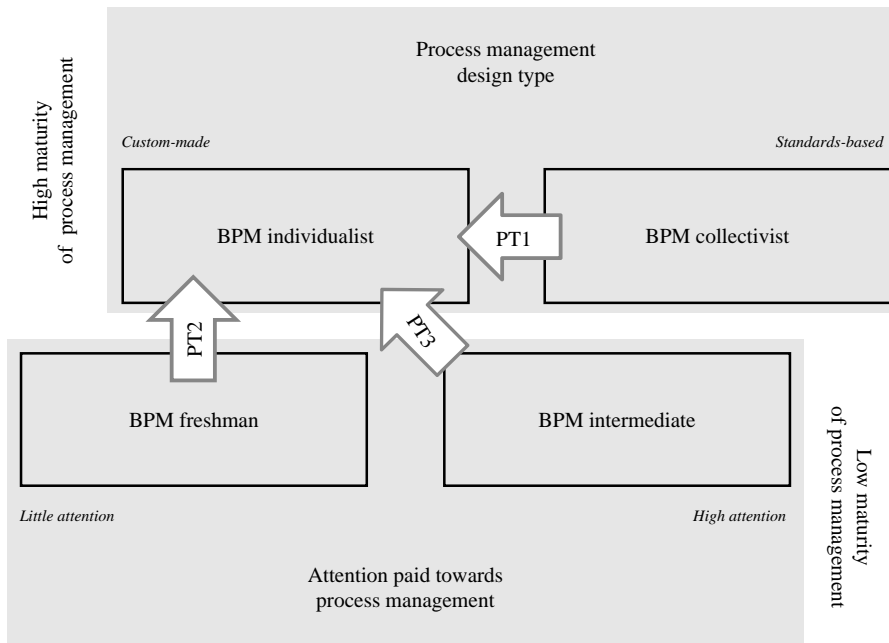 Process management
design type
High maturity
of process management
Custom-made
Standards-based
BPM individualist
PT1
BPM collectivist
PT2
PT3
BPM freshman
BPM intermediate
Little attention
High attention
Low maturity
of process management
Attention paid towards
process management